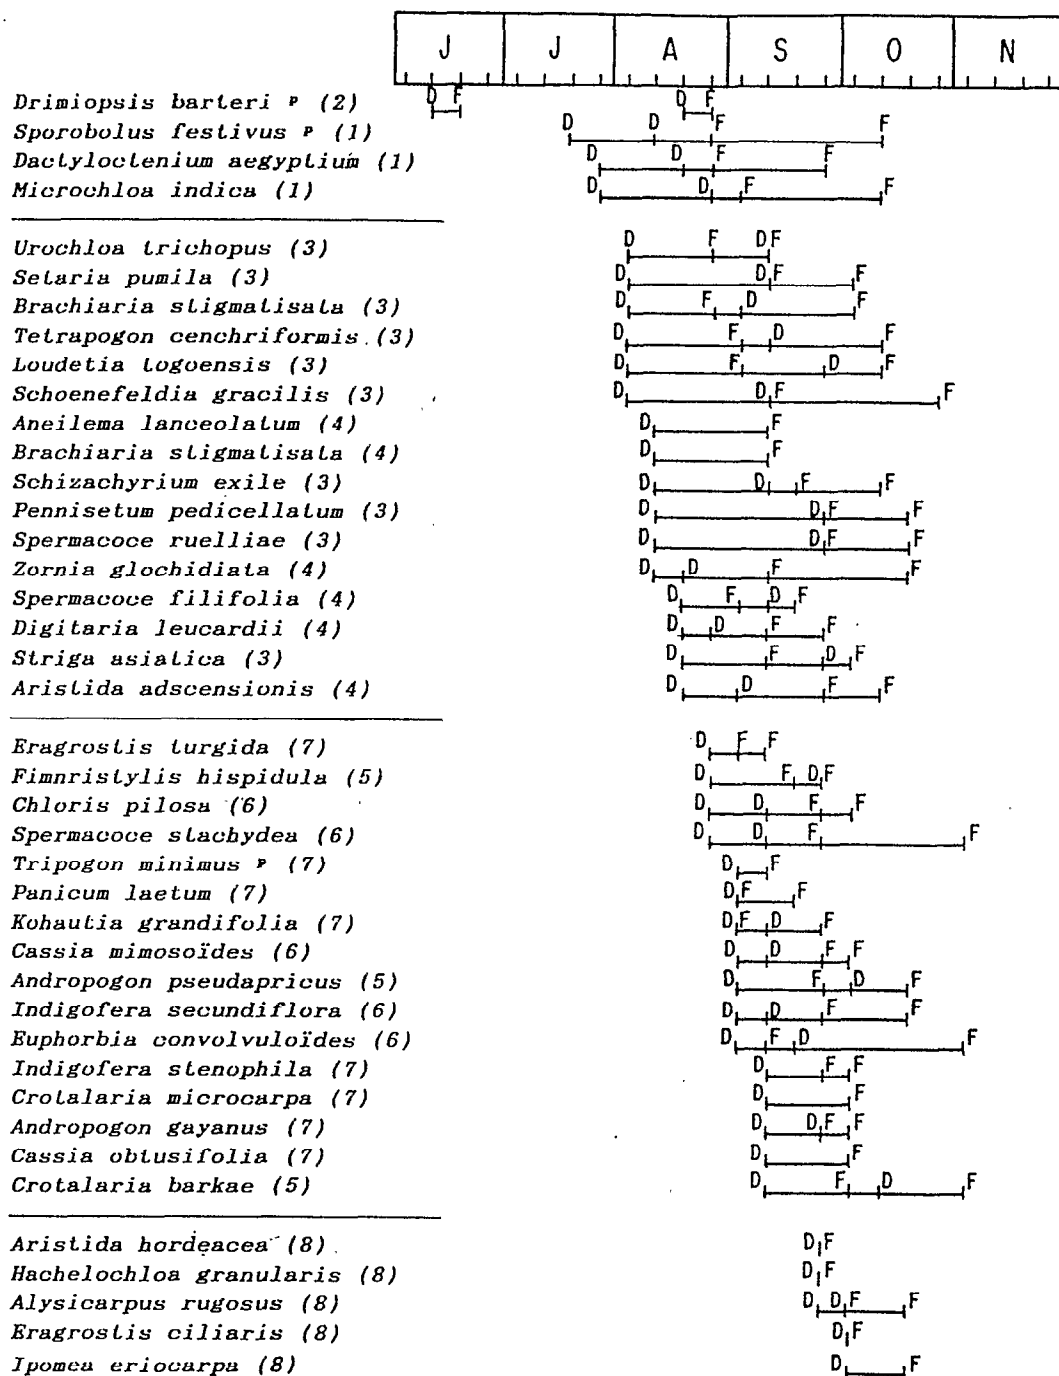 J J A S O N
Drimiopsis barteri P (2) D F D F
Sporobolus festivus P (1) D D F F
Dactyloctenium aegyptium (1) D D F F
Microchloa indica (1) D D F F
Urochloa trichopus (3) D F D F
Setaria pumila (3) D D F F
Brachiaria stigmatisata (3) D F D F
Tetrapogon cenchriformis (3) D F D F
Loudetia togoensis (3) D F D F
Schoenefeldia gracilis (3) D D F F
Aneilema lanceolatum (4) D F
Brachiaria stigmatisata (4) D F
Schizachyrium exile (3) D D F F
Pennisetum pedicellatum (3) D D F F
Spermacoce ruelliae (3) D D F F
Zornia glochidiata (4) D D F F
Spermacoce filifolia (4) D F D F
Digitaria leucardii (4) D D F F
Striga asiatica (3) D F D F
Aristida adscensionis (4) D D F F
Eragrostis turgida (7) D F F
Fimnristylis hispidula (5) D F D F
Chloris pilosa (6) D D F F
Spermacoce stachydea (6) D D F F
Tripogon minimus P (7) D F
Panicum laetum (7) D F F
Kohautia grandifolia (7) D F D F
Cassia mimosoïdes (6) D D F F
Andropogon pseudapricus (5) D F D F
Indigofera secundiflora (6) D D F F
Euphorbia convolvuloïdes (6) D F D F
Indigofera stenophila (7) D F F
Crotalaria microcarpa (7) D F
Andropogon gayanus (7) D D F F
Cassia obtusifolia (7) D F
Crotalaria barkae (5) D F D F
Aristida hordeacea (8) D F
Hachelochloa granularis (8) D F
Alysicarpus rugosus (8) D D F F
Eragrostis ciliaris (8) D F
Ipomea eriocarpa (8) D F